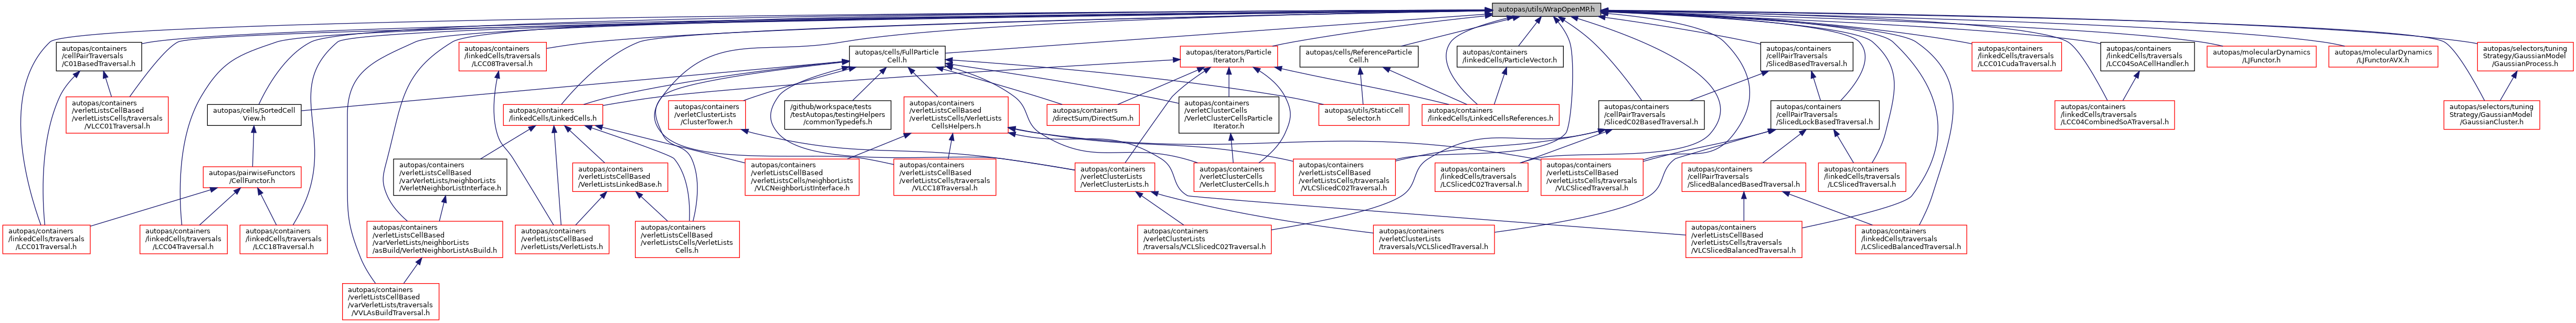 autopas/utils/WrapOpenMP.h
autopas/containers
/cellPairTraversals
/C01BasedTraversal.h
autopas/containers
/linkedCells/traversals
/LCC08Traversal.h
autopas/cells/FullParticle
Cell.h
autopas/iterators/Particle
Iterator.h
autopas/cells/ReferenceParticle
Cell.h
autopas/containers
/linkedCells/ParticleVector.h
autopas/containers
/cellPairTraversals
/SlicedBasedTraversal.h
autopas/containers
/linkedCells/traversals
/LCC01CudaTraversal.h
autopas/containers
/linkedCells/traversals
/LCC04SoACellHandler.h
autopas/molecularDynamics
/LJFunctor.h
autopas/molecularDynamics
/LJFunctorAVX.h
autopas/selectors/tuning
Strategy/GaussianModel
/GaussianProcess.h
autopas/containers
/verletListsCellBased
/verletListsCells/traversals
/VLCC01Traversal.h
autopas/cells/SortedCell
View.h
autopas/containers
/linkedCells/LinkedCells.h
autopas/containers
/verletClusterLists
/ClusterTower.h
/github/workspace/tests
/testAutopas/testingHelpers
/commonTypedefs.h
autopas/containers
/verletListsCellBased
/verletListsCells/VerletLists
CellsHelpers.h
autopas/containers
/directSum/DirectSum.h
autopas/containers
/verletClusterCells
/VerletClusterCellsParticle
Iterator.h
autopas/utils/StaticCell
Selector.h
autopas/containers
/linkedCells/LinkedCellsReferences.h
autopas/containers
/cellPairTraversals
/SlicedC02BasedTraversal.h
autopas/containers
/cellPairTraversals
/SlicedLockBasedTraversal.h
autopas/containers
/linkedCells/traversals
/LCC04CombinedSoATraversal.h
autopas/selectors/tuning
Strategy/GaussianModel
/GaussianCluster.h
autopas/pairwiseFunctors
/CellFunctor.h
autopas/containers
/verletListsCellBased
/varVerletLists/neighborLists
/VerletNeighborListInterface.h
autopas/containers
/verletListsCellBased
/VerletListsLinkedBase.h
autopas/containers
/verletListsCellBased
/verletListsCells/neighborLists
/VLCNeighborListInterface.h
autopas/containers
/verletListsCellBased
/verletListsCells/traversals
/VLCC18Traversal.h
autopas/containers
/verletClusterLists
/VerletClusterLists.h
autopas/containers
/verletClusterCells
/VerletClusterCells.h
autopas/containers
/verletListsCellBased
/verletListsCells/traversals
/VLCSlicedC02Traversal.h
autopas/containers
/linkedCells/traversals
/LCSlicedC02Traversal.h
autopas/containers
/verletListsCellBased
/verletListsCells/traversals
/VLCSlicedTraversal.h
autopas/containers
/cellPairTraversals
/SlicedBalancedBasedTraversal.h
autopas/containers
/linkedCells/traversals
/LCSlicedTraversal.h
autopas/containers
/linkedCells/traversals
/LCC01Traversal.h
autopas/containers
/linkedCells/traversals
/LCC04Traversal.h
autopas/containers
/linkedCells/traversals
/LCC18Traversal.h
autopas/containers
/verletListsCellBased
/varVerletLists/neighborLists
/asBuild/VerletNeighborListAsBuild.h
autopas/containers
/verletListsCellBased
/verletLists/VerletLists.h
autopas/containers
/verletListsCellBased
/verletListsCells/VerletLists
Cells.h
autopas/containers
/verletClusterLists
/traversals/VCLSlicedC02Traversal.h
autopas/containers
/verletClusterLists
/traversals/VCLSlicedTraversal.h
autopas/containers
/verletListsCellBased
/verletListsCells/traversals
/VLCSlicedBalancedTraversal.h
autopas/containers
/linkedCells/traversals
/LCSlicedBalancedTraversal.h
autopas/containers
/verletListsCellBased
/varVerletLists/traversals
/VVLAsBuildTraversal.h